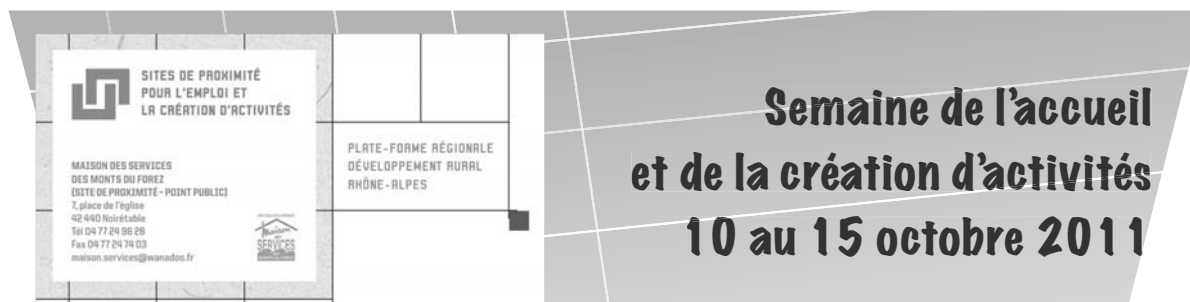 SITES DE PROXIMITÉ
POUR L'EMPLOI ET
LA CRÉATION D'ACTIVITÉS
MAISON DES SERVICES
DES MONTS DU FOREZ
[SITE DE PROXIMITÉ - POINT PUBLIC]
7, place de l'église
42 440 Noirétable
Tél 04 77 24 96 28
Fax 04 77 24 74 03
maison.services@wanadoo.fr
Maison
des
SERVICES
PLATE-FORME RÉGIONALE
DÉVELOPPEMENT RURAL
RHÔNE-ALPES
Semaine de l'accueil
et de la création d'activités
10 au 15 octobre 2011